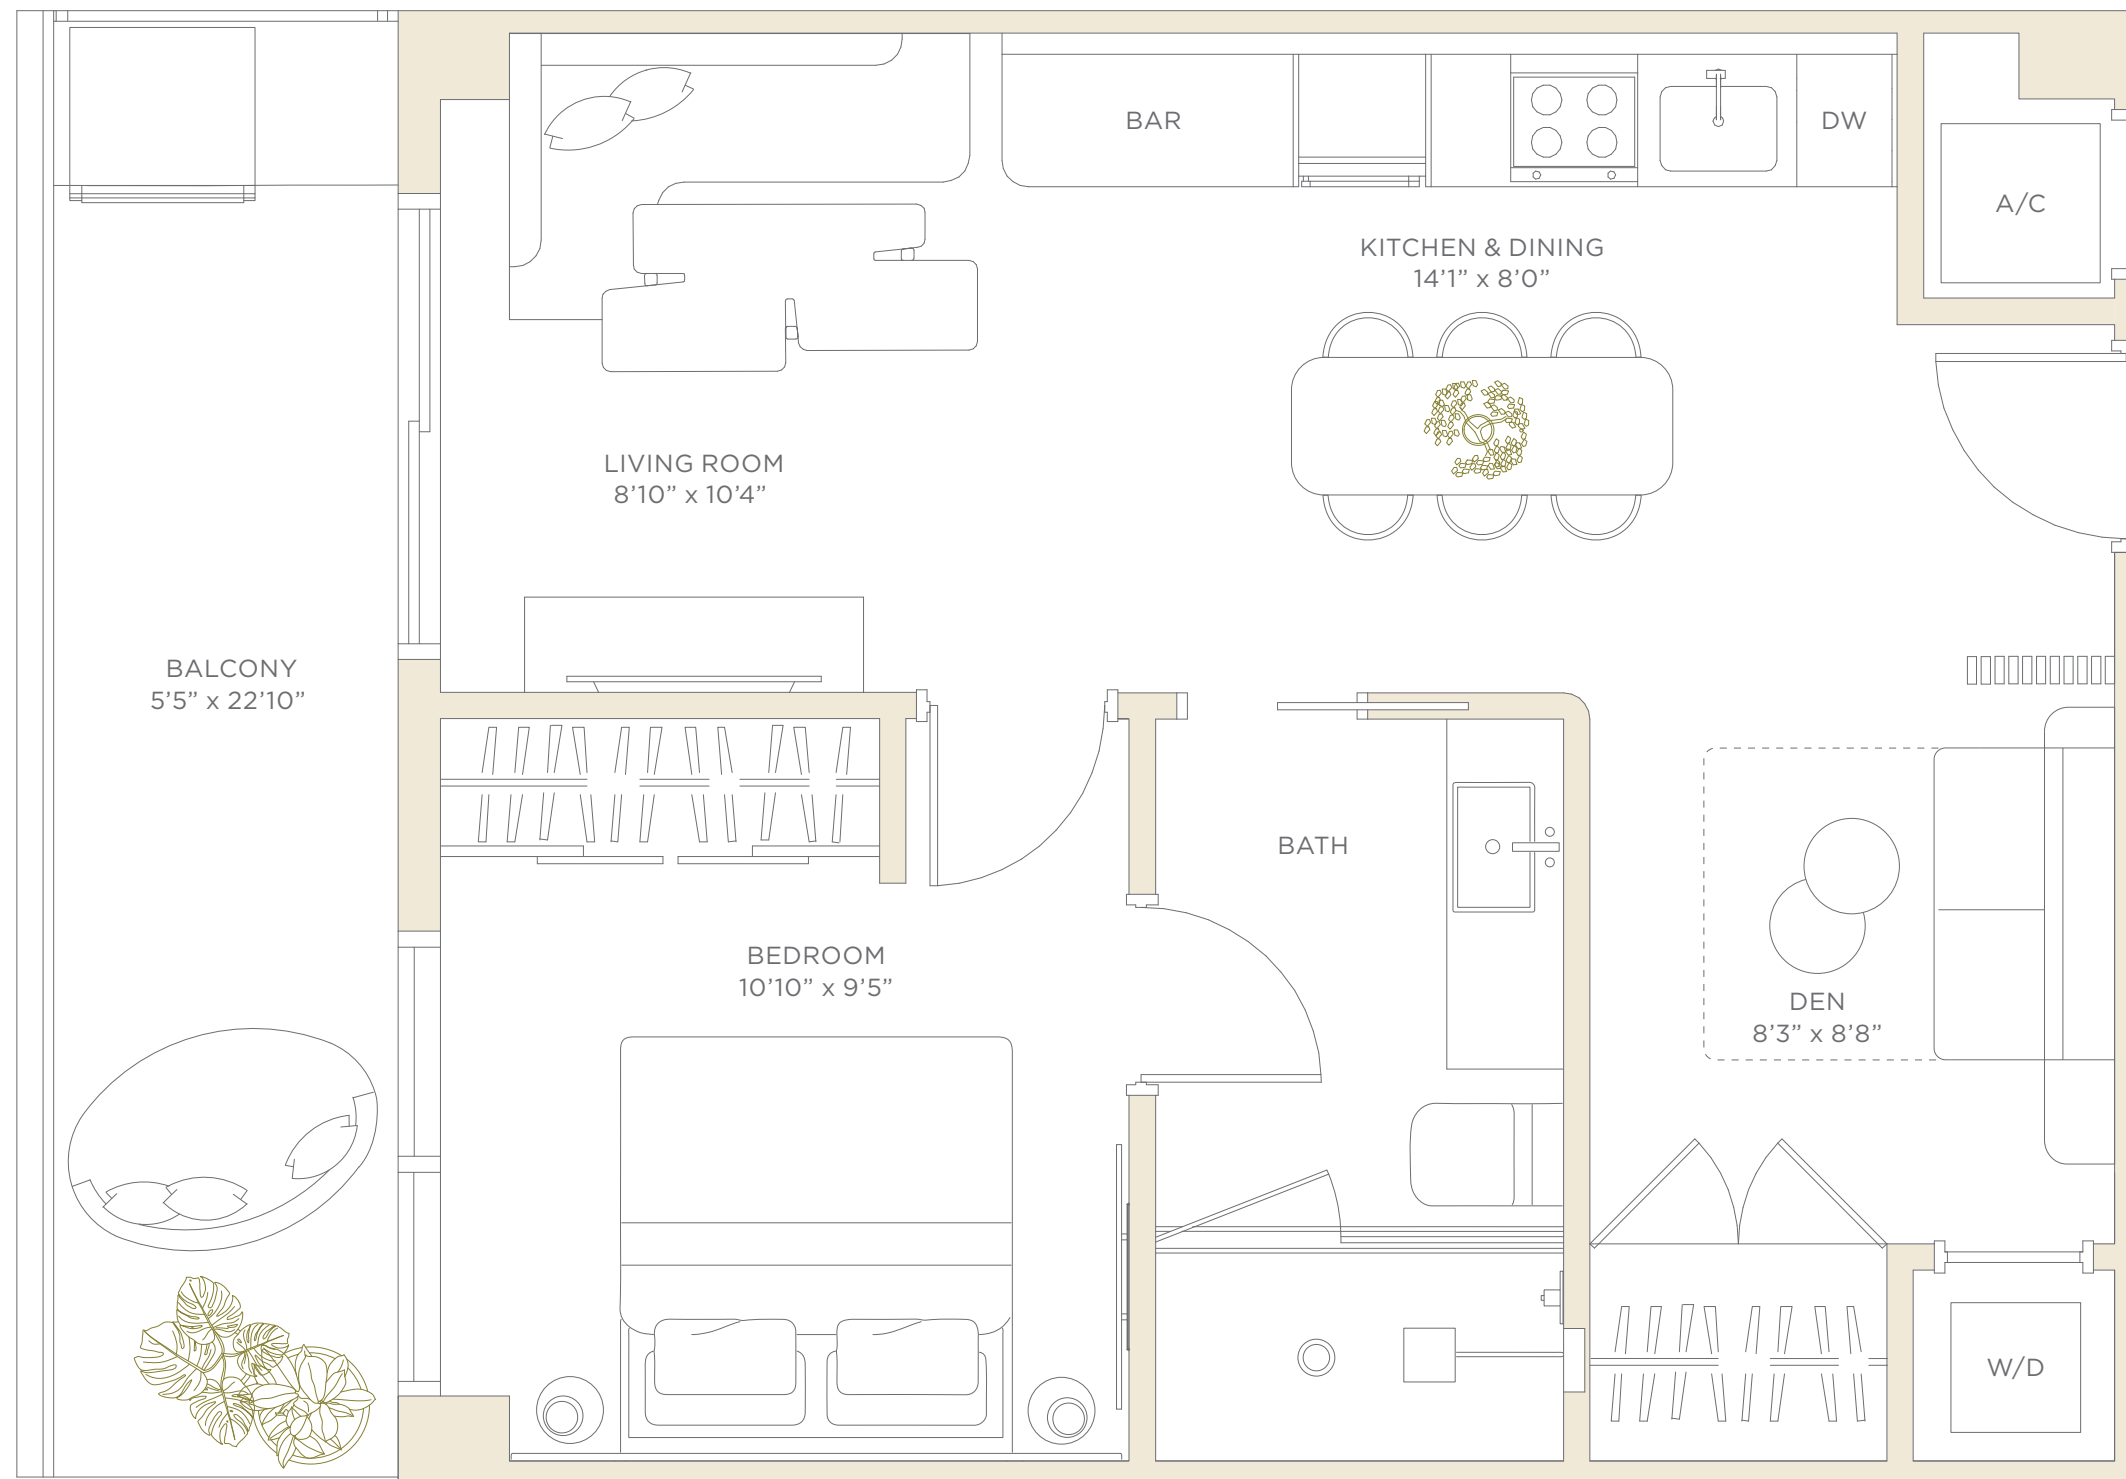 BAR
DW
A/C
KITCHEN & DINING
14’1” x 8’0”
LIVING ROOM
8’10” x 10’4”
BALCONY
5’5” x 22’10”
BATH
BEDROOM
10’10” x 9’5”
DEN
8’3” x 8’8”
W/D